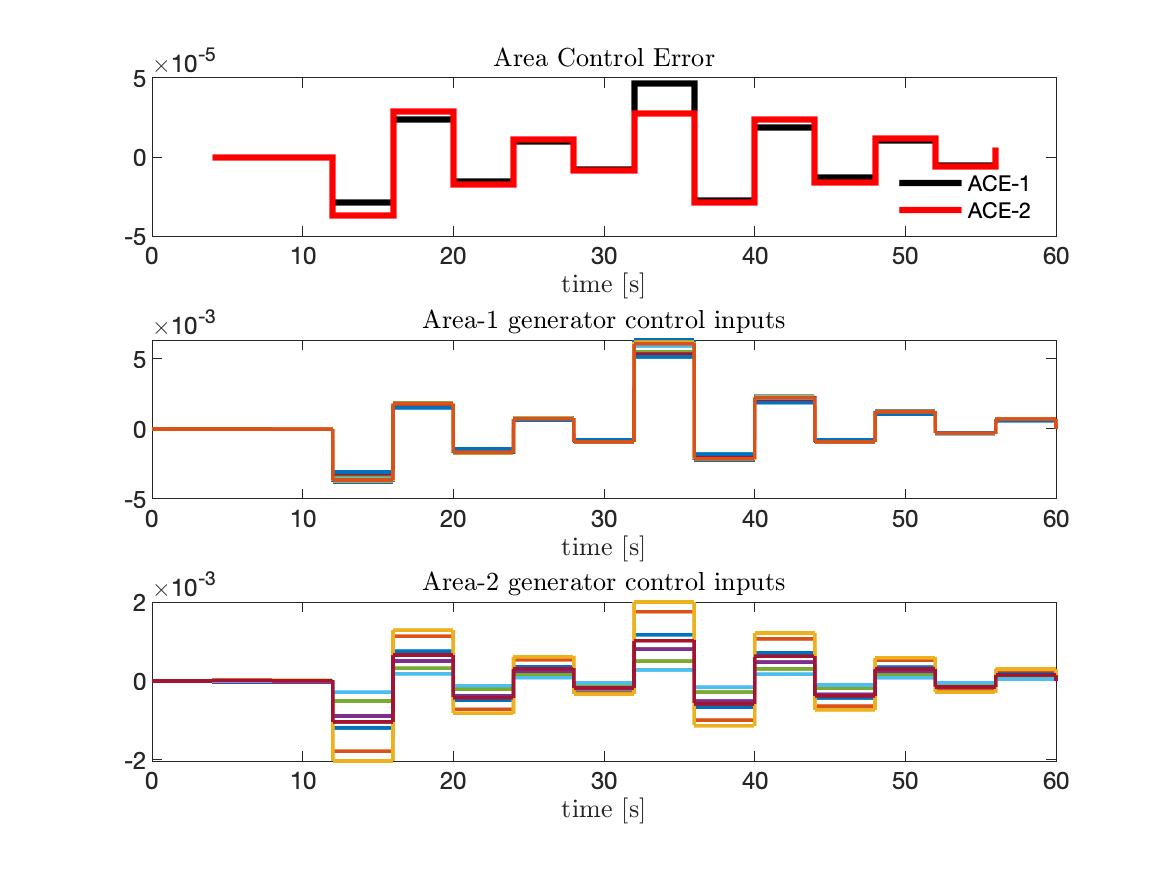 ×10-5
Area Control Error
5
0
-5
ACE-1
ACE-2
0 10 20 30 40 50 60
time [s]
×10-3
Area-1 generator control inputs
5
0
-5
0 10 20 30 40 50 60
time [s]
×10-3
Area-2 generator control inputs
2
0
-2
0 10 20 30 40 50 60
time [s]